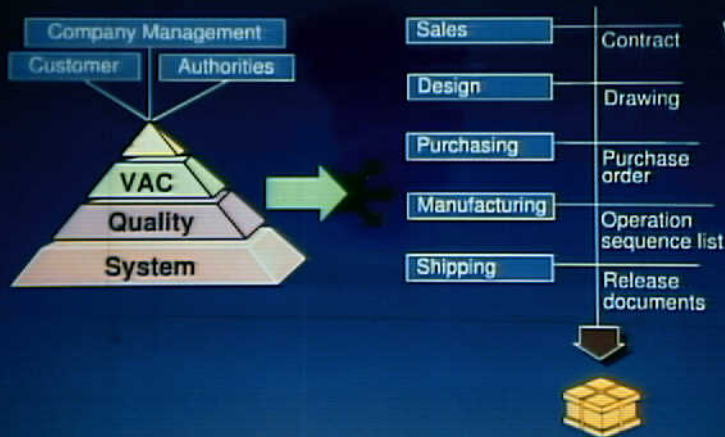 Company Management
Customer
Authorities
VAC
Quality
System
Sales
Contract
Design
Drawing
Purchasing
Purchase
order
Manufacturing
Operation
sequence list
Shipping
Release
documents